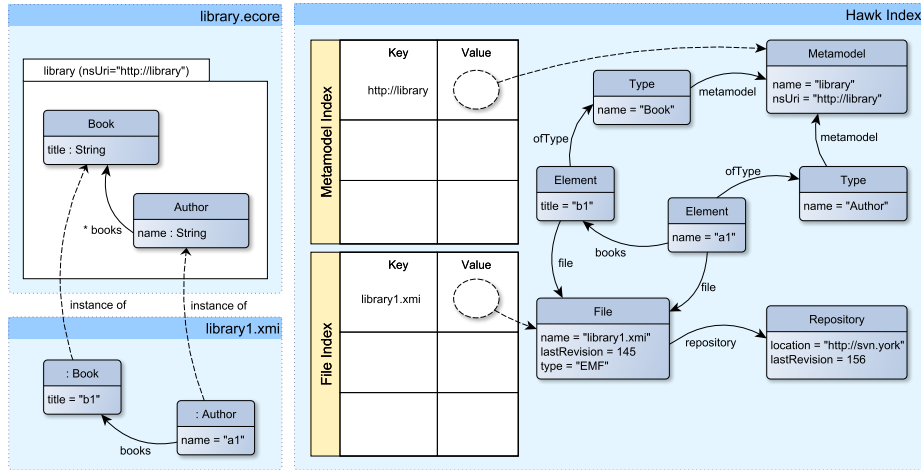 library.ecore
library (nsUri="http://library")
Book
title : String
Author
name : String
* books
instance of
instance of
library1.xmi
: Book
title = "b1"
: Author
name = "a1"
books
Hawk Index
Metamodel Index
Key
Value
http://library
File Index
Key
Value
library1.xmi
Metamodel
name = "library"
nsUri = "http://library"
Type
name = "Book"
metamodel
metamodel
ofType
ofType
Type
name = "Author"
Element
title = "b1"
Element
name = "a1"
books
file
file
File
name = "library1.xmi"
lastRevision = 145
type = "EMF"
repository
Repository
location = "http://svn.york"
lastRevision = 156